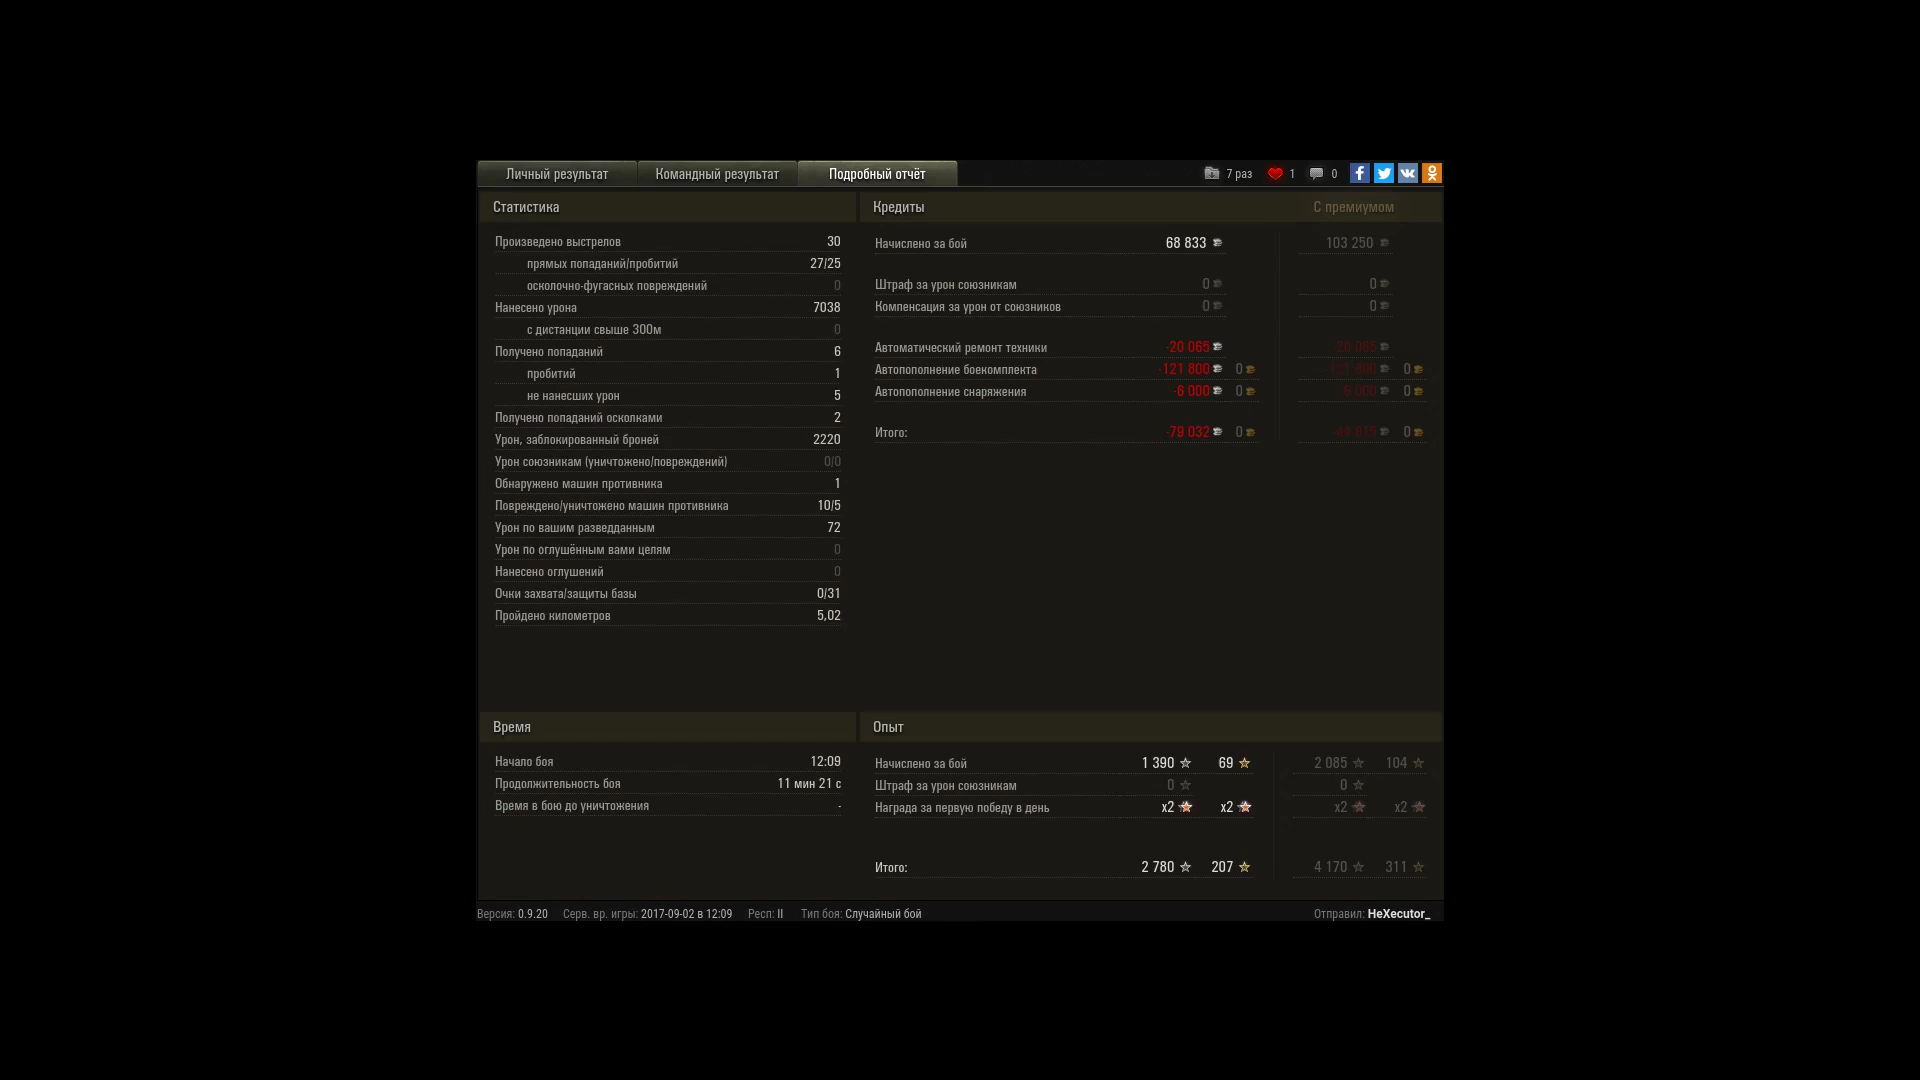 Личный результат Командный результат Подробный отчёт 7 раз 1 0
Статистика
Произведено выстрелов 30
прямых попаданий/пробитий 27/25
осколочно-фугасных повреждений 0
Нанесено урона 7038
с дистанции свыше 300м 0
Получено попаданий 6
пробитий 1
не нанесших урон 5
Получено попаданий осколками 2
Урон, заблокированный броней 2220
Урон союзникам (уничтожено/повреждений) 0/0
Обнаружено машин противника 1
Повреждено/уничтожено машин противника 10/5
Урон по вашим разведданным 72
Урон по оглушённым вами целям 0
Нанесено оглушений 0
Очки захвата/защиты базы 0/31
Пройдено километров 5,02
Кредиты С премиумом
Начислено за бой 68 833 103 250
Штраф за урон союзникам 0 0
Компенсация за урон от союзников 0 0
Автоматический ремонт техники -20 065 -20 065
Автопополнение боекомплекта -121 800 0 -121 800 0
Автопополнение снаряжения -6 000 0 -6 000 0
Итого: -79 032 0 -44 615 0
Время
Начало боя 12:09
Продолжительность боя 11 мин 21 с
Время в бою до уничтожения -
Опыт
Начислено за бой 1 390 69 2 085 104
Штраф за урон союзникам 0 0
Награда за первую победу в день x2 x2 x2 x2
Итого: 2 780 207 4 170 311
Версия: 0.9.20 Серв. вр. игры: 2017-09-02 в 12:09 Респ: II Тип боя: Случайный бой Отправил: HeXecutor_